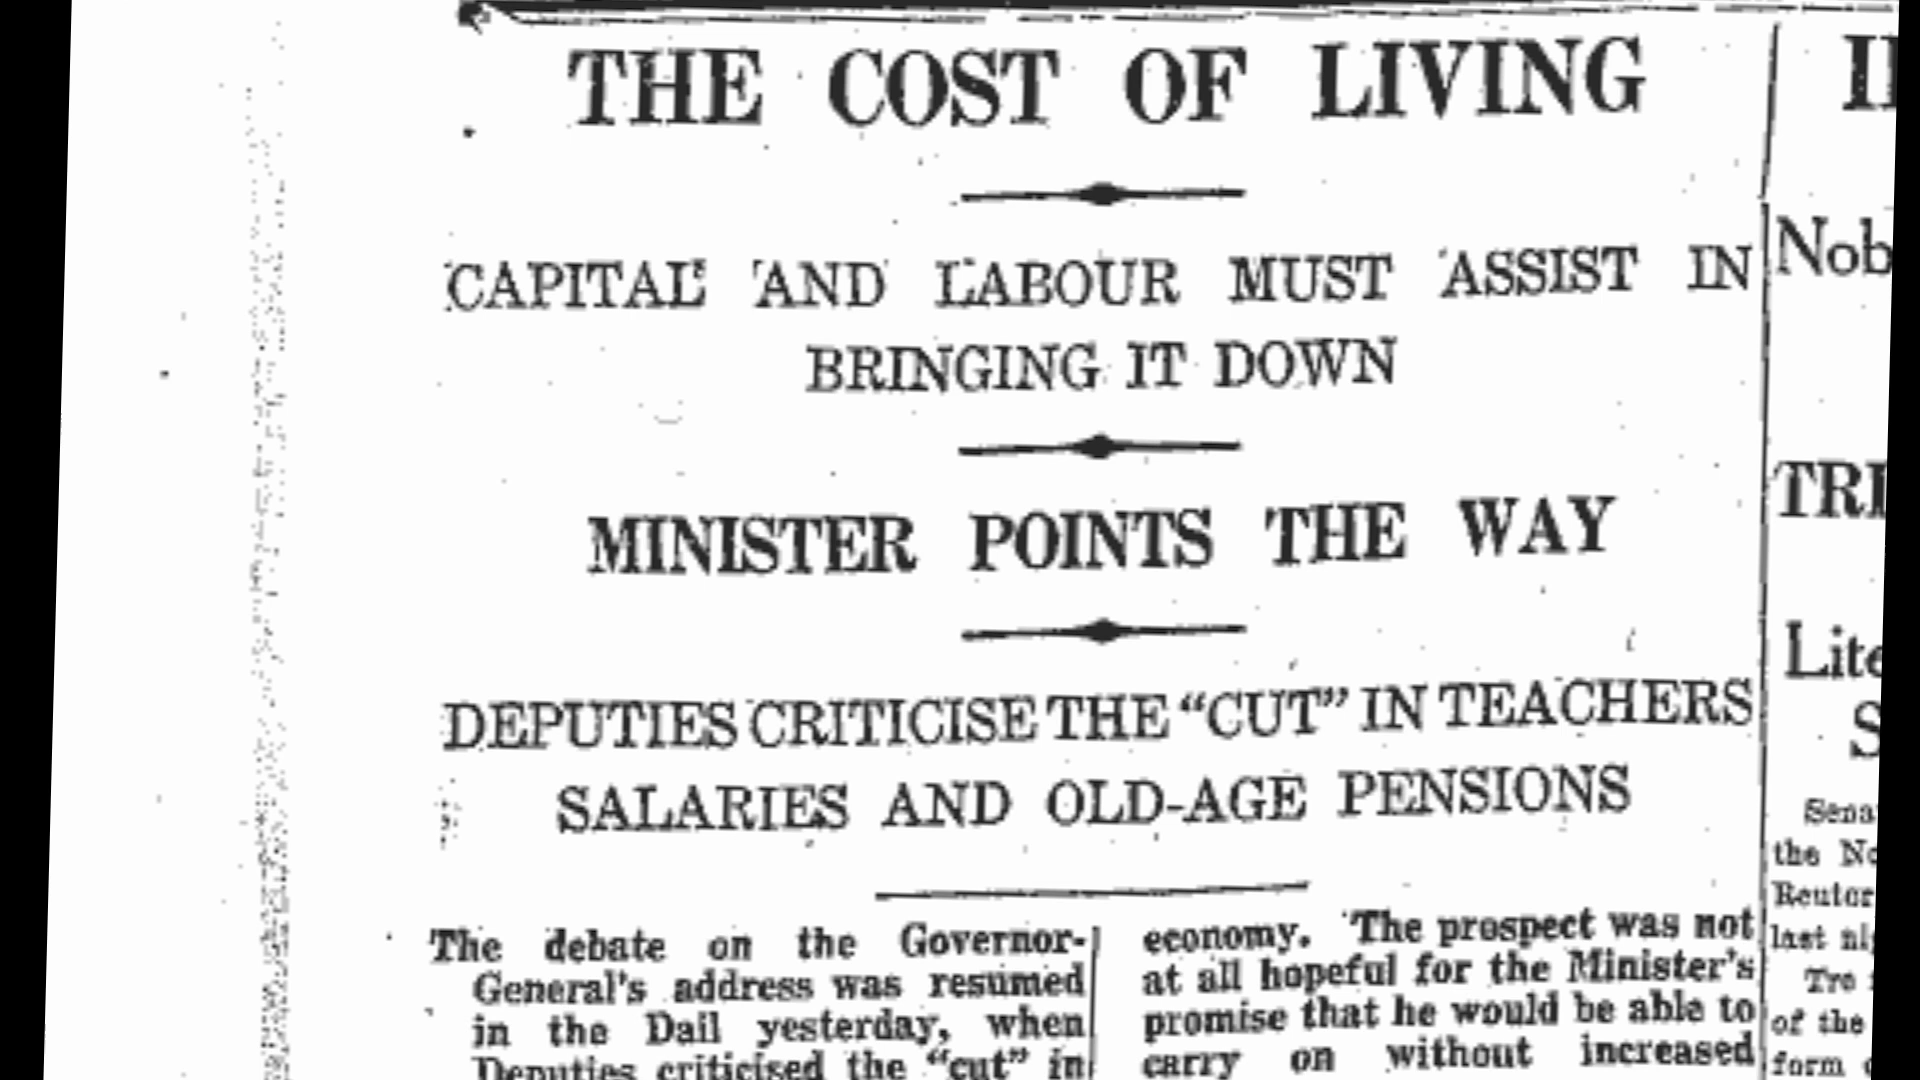 THE COST OF LIVING
CAPITAL AND LABOUR MUST ASSIST IN
BRINGING IT DOWN
MINISTER POINTS THE WAY
DEPUTIES CRITICISE THE “CUT” IN TEACHERS
SALARIES AND OLD-AGE PENSIONS
The debate on the Governor-
General's address was resumed
in the Dail yesterday, when
Deputies criticised the “cut” in
economy. The prospect was not
at all hopeful for the Minister's
promise that he would be able to
carry on without increased
Nob
TRI
Lite
S
Sena
the No
Reuter
last nig
Tre
of the
form